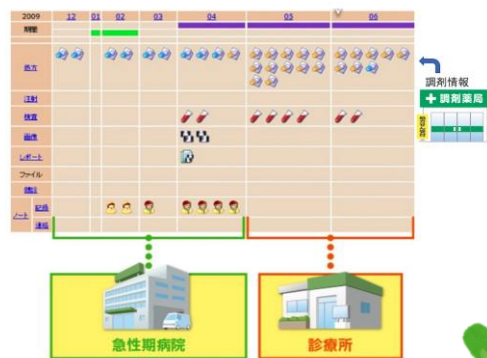 2009 12 01 02 03 04 05 06
期間
処方
注射
検査
画像
レポート
ファイル
ノート 記録
連絡
調剤情報
調剤薬局
急性期病院
診療所